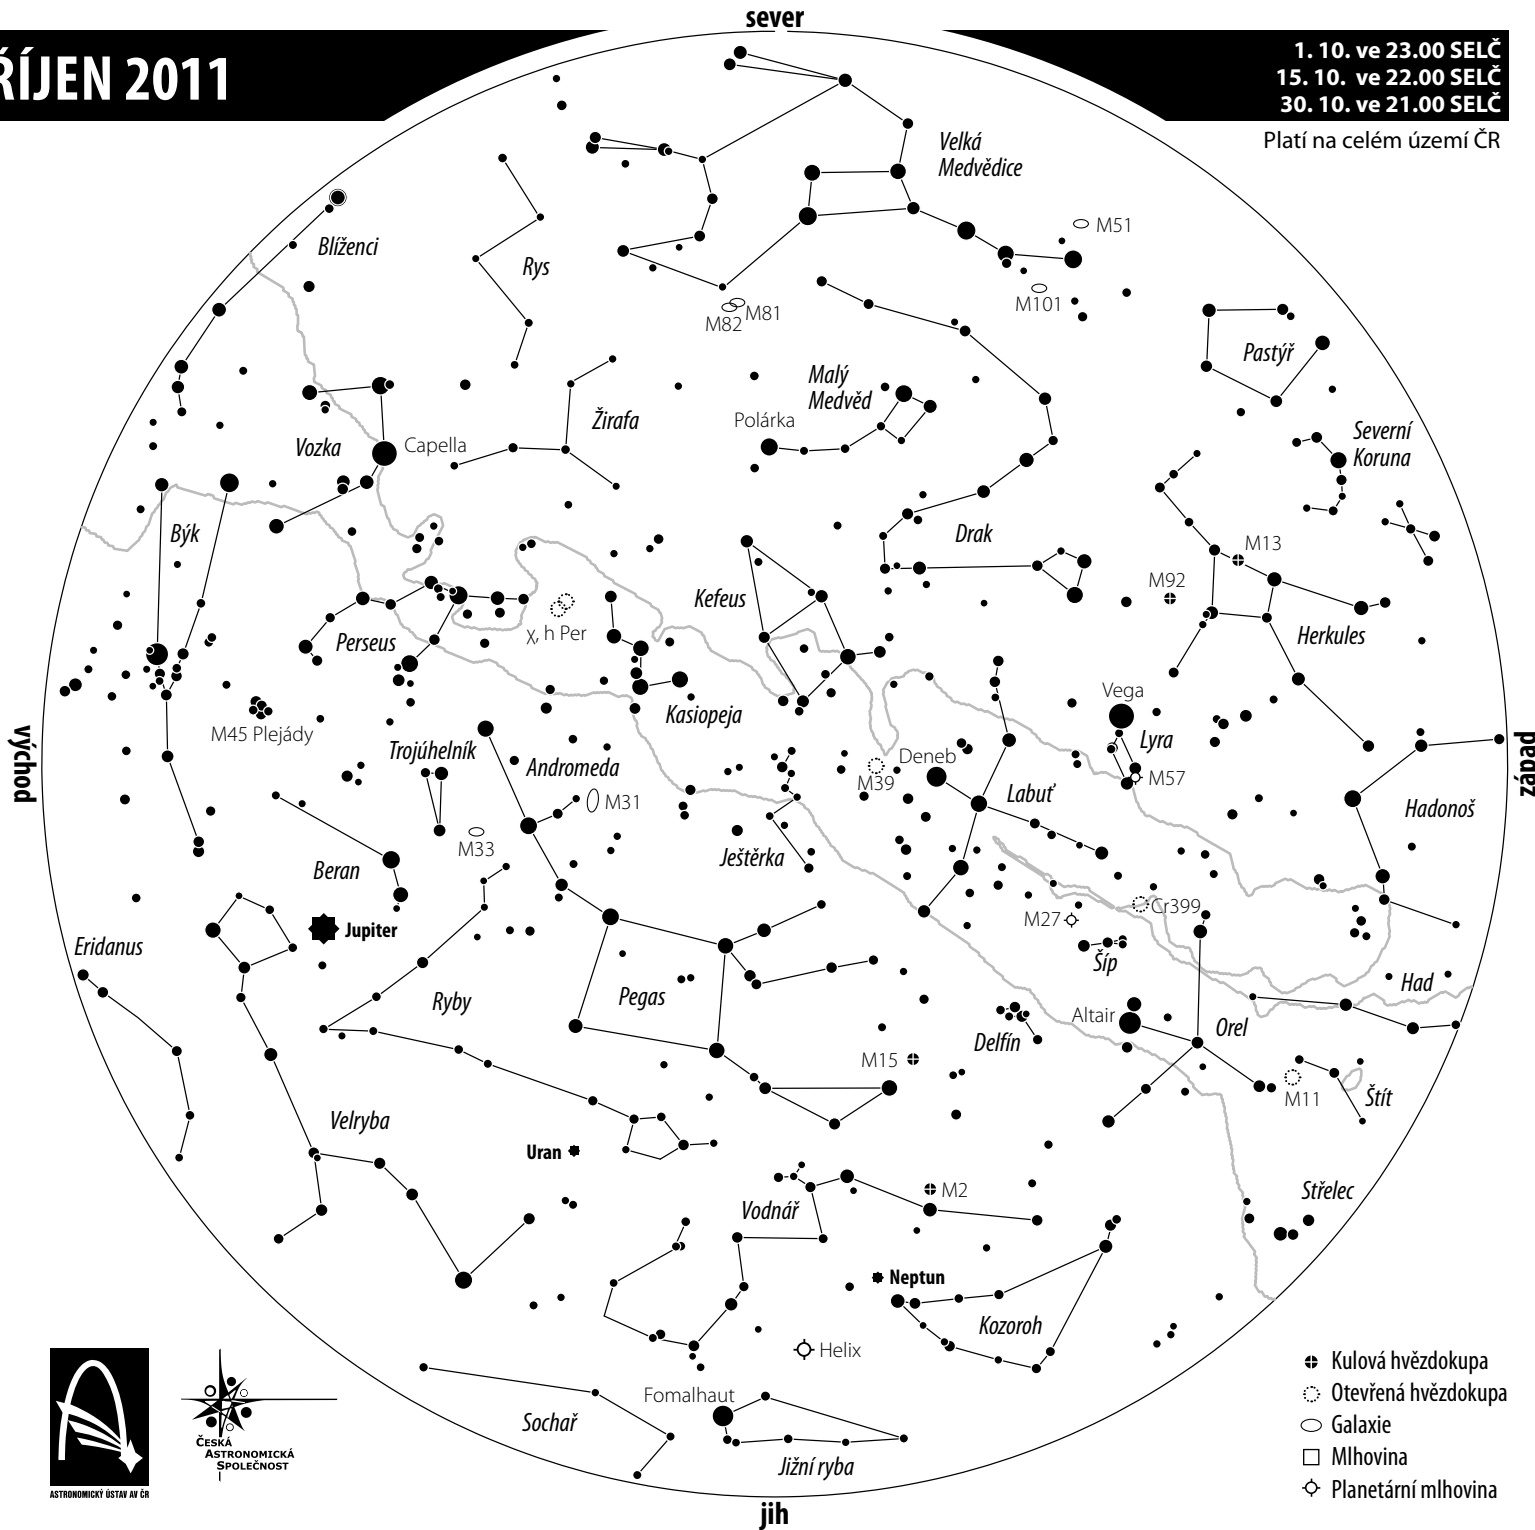 sever
ŘÍJEN 2011
1. 10. ve 23.00 SELČ
15. 10. ve 22.00 SELČ
30. 10. ve 21.00 SELČ
Platí na celém území ČR
Velká
Medvědice
M51
Blíženci
Rys
M101
M81
M82
Pastýř
Malý
Medvěd
Polárka
Žirafa
Severní
Koruna
Vozka
Capella
Býk
Drak
M13
M92
Kefeus
Perseus
χ, h Per
Herkules
Vega
Kasiopeja
M45 Plejády
Lyra
východ
západ
Trojúhelník
Andromeda
Deneb
M39
M57
M31
Labuť
Hadonoš
M33
Ještěrka
Beran
M27
Cr399
Jupiter
Eridanus
Šíp
Had
Ryby
Pegas
Altair
Orel
Delfín
M15
M11
Štít
Velryba
Uran
M2
Střelec
Vodnář
Neptun
Kozoroh
Helix
Fomalhaut
Sochař
Jižní ryba
jih
Kulová hvězdokupa
Otevřená hvězdokupa
Galaxie
Mlhovina
Planetární mlhovina
ČESKÁ
ASTRONOMICKÁ
SPOLEČNOST
ASTRONOMICKÝ ÚSTAV AV ČR